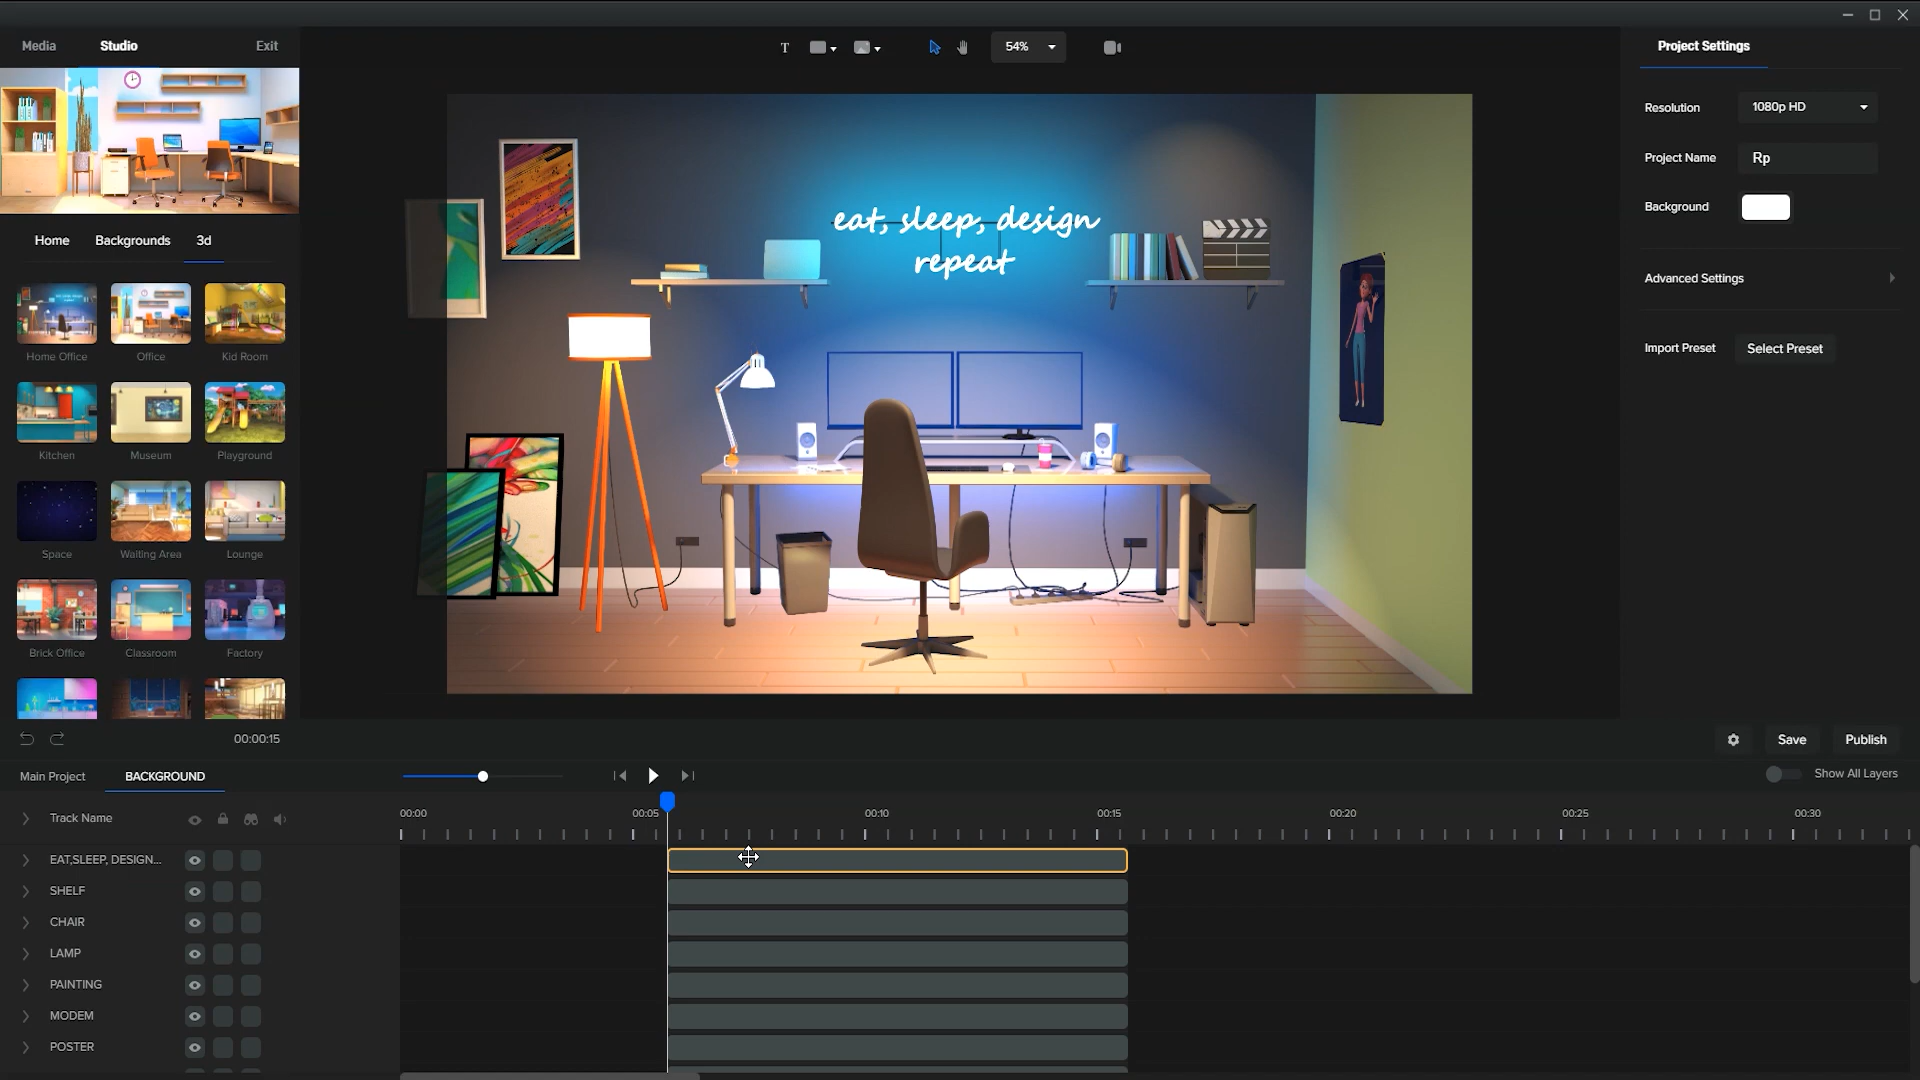 Media Studio Exit
T 54%
Project Settings
Resolution 1080p HD
Project Name Rp
Background
Advanced Settings
Import Preset Select Preset
eat, sleep, design
repeat
Home Backgrounds 3d
Home Office Office Kid Room
Kitchen Museum Playground
Space Waiting Area Lounge
Brick Office Classroom Factory
00:00:15
Save Publish
Main Project BACKGROUND
Show All Layers
Track Name
00:00 00:05 00:10 00:15 00:20 00:25 00:30
EAT,SLEEP, DESIGN...
SHELF
CHAIR
LAMP
PAINTING
MODEM
POSTER